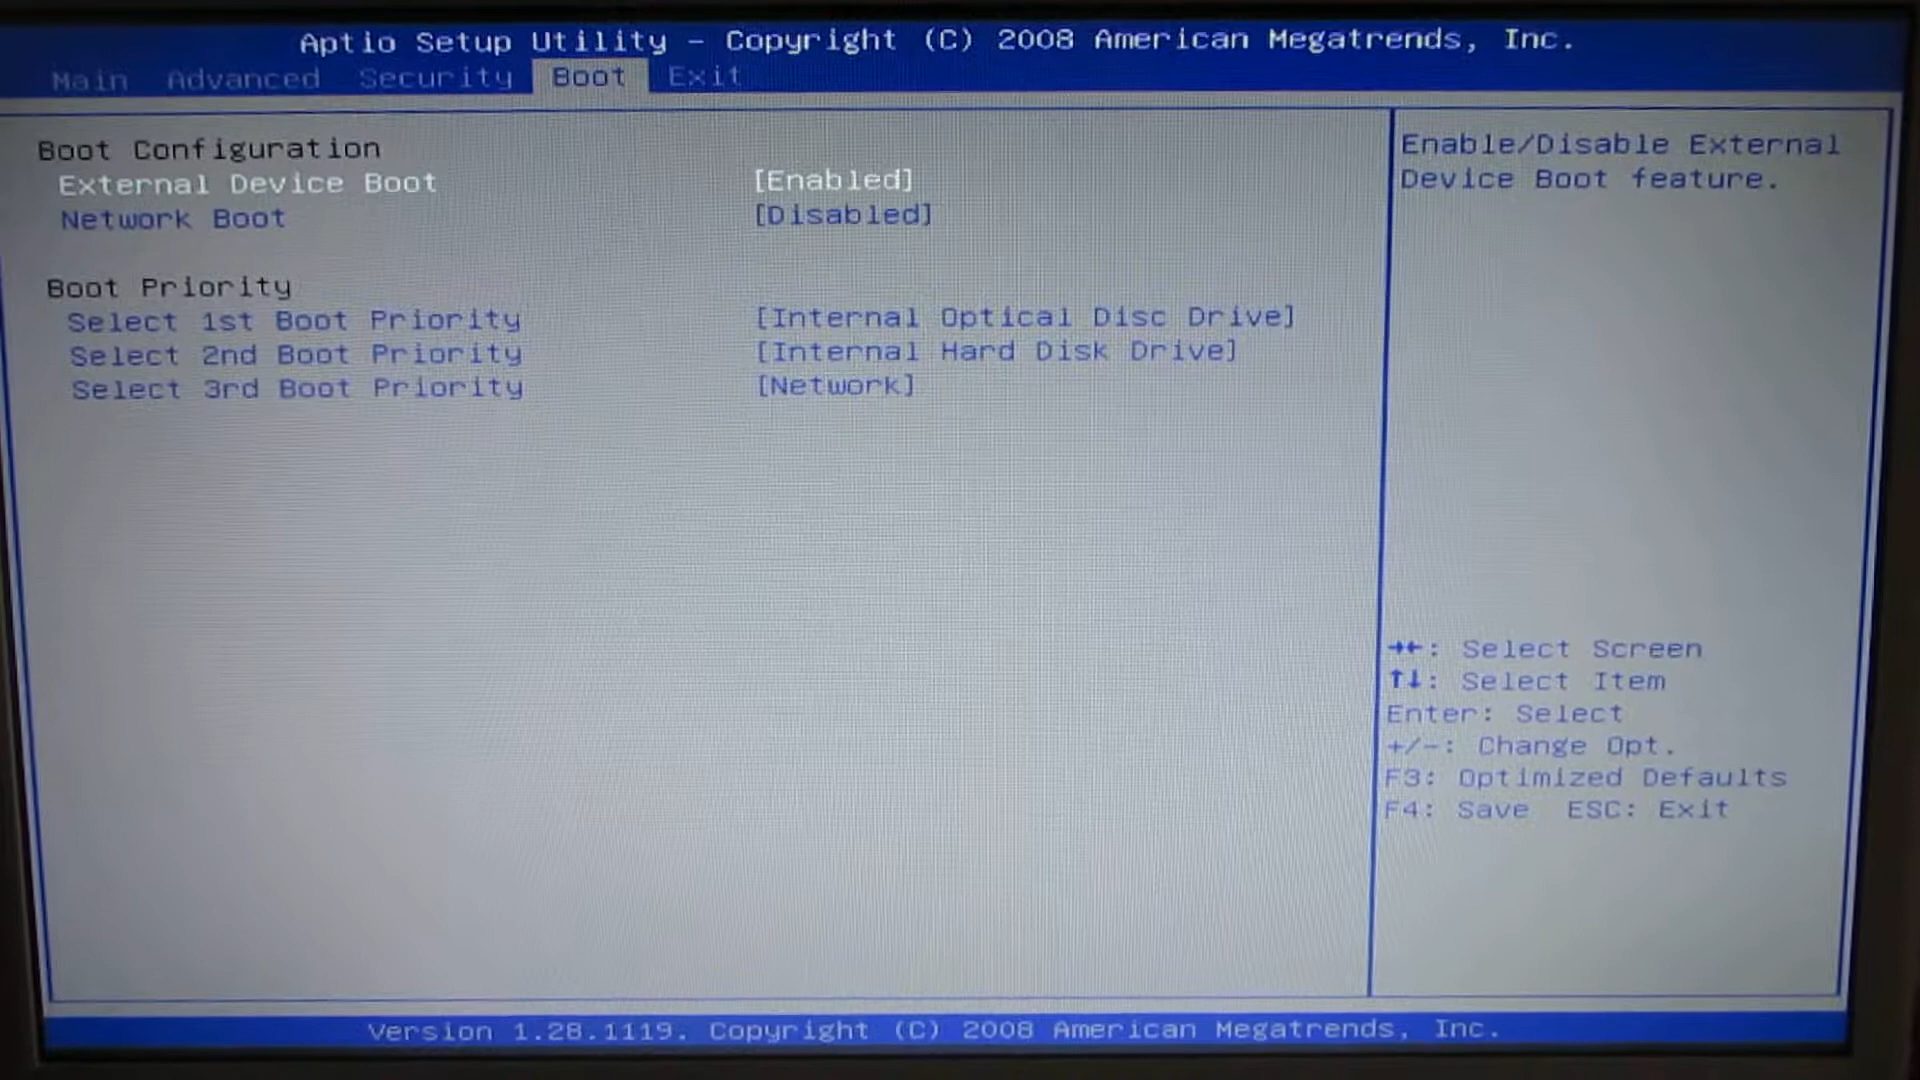 Aptio Setup Utility - Copyright (C) 2008 American Megatrends, Inc.
Main Advanced Security Boot Exit
Boot Configuration
External Device Boot [Enabled]
Network Boot [Disabled]
Boot Priority
Select 1st Boot Priority [Internal Optical Disc Drive]
Select 2nd Boot Priority [Internal Hard Disk Drive]
Select 3rd Boot Priority [Network]
Enable/Disable External
Device Boot feature.
→←: Select Screen
↑↓: Select Item
Enter: Select
+/-: Change Opt.
F3: Optimized Defaults
F4: Save ESC: Exit
Version 1.28.1119. Copyright (C) 2008 American Megatrends, Inc.